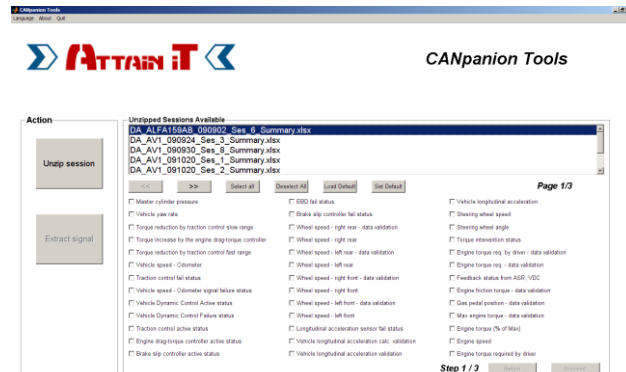 CANpanion Tools
Language About Quit
ATTAIN iT
CANpanion Tools
Action
Unzipped Sessions Available
DA_ALFA159AB_090902_Ses_6_Summary.xlsx
DA_AV1_090924_Ses_3_Summary.xlsx
DA_AV1_090930_Ses_8_Summary.xlsx
DA_AV1_091020_Ses_1_Summary.xlsx
DA_AV1_091020_Ses_2_Summary.xlsx
Unzip session
<< >> Select all Deselect All Load Default Set Default Page 1/3
Master cylinder pressure EBD fail status Vehicle longitudinal acceleration
Vehicle yaw rate Brake slip controller fail status Steering wheel speed
Torque reduction by traction control slow range Wheel speed - right rear - data validation Steering wheel angle
Torque increase by the engine drag-torque controller Wheel speed - right rear Torque intervention status
Extract signal
Torque reduction by traction control fast range Wheel speed - left rear - data validation Engine torque req. by driver - data validation
Vehicle speed - Odometer Wheel speed - left rear Engine torque req. - data validation
Traction control fail status Wheel speed - right front - data validation Feedback status from ASR, VDC
Vehicle speed - Odometer signal failure status Wheel speed - right front Engine friction torque - data validation
Vehicle Dynamic Control Active status Wheel speed - left front - data validation Gas pedal position - data validation
Vehicle Dynamic Control Failure status Wheel speed - left front Max engine torque - data validation
Traction control active status Longitudinal acceleration sensor fail status Engine torque (% of Max)
Engine drag-torque controller active status Vehicle longitudinal acceleration calc. validation Engine speed
Brake slip controller active status Vehicle longitudinal acceleration validation Engine torque required by driver
Step 1 / 3 Return Proceed